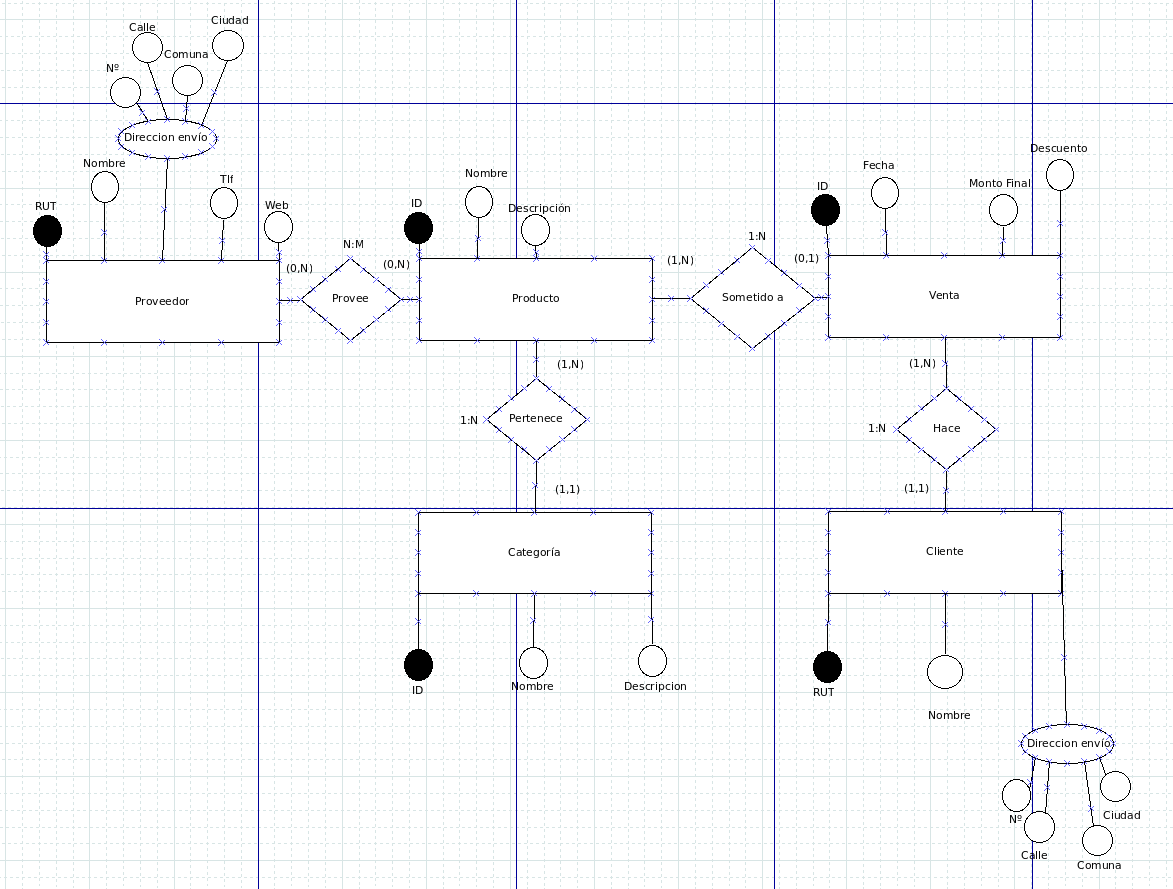 Ciudad
Calle
Comuna
Nº
Direccion envío
Nombre
Tlf
RUT
Web
Proveedor
(0,N)
N:M
Provee
(0,N)
ID
Nombre
Descripción
Producto
(1,N)
1:N
Sometido a
(0,1)
ID
Fecha
Monto Final
Descuento
Venta
(1,N)
1:N
Pertenece
(1,1)
(1,N)
1:N
Hace
(1,1)
Categoría
ID
Nombre
Descripcion
Cliente
RUT
Nombre
Direccion envío
Nº
Calle
Comuna
Ciudad